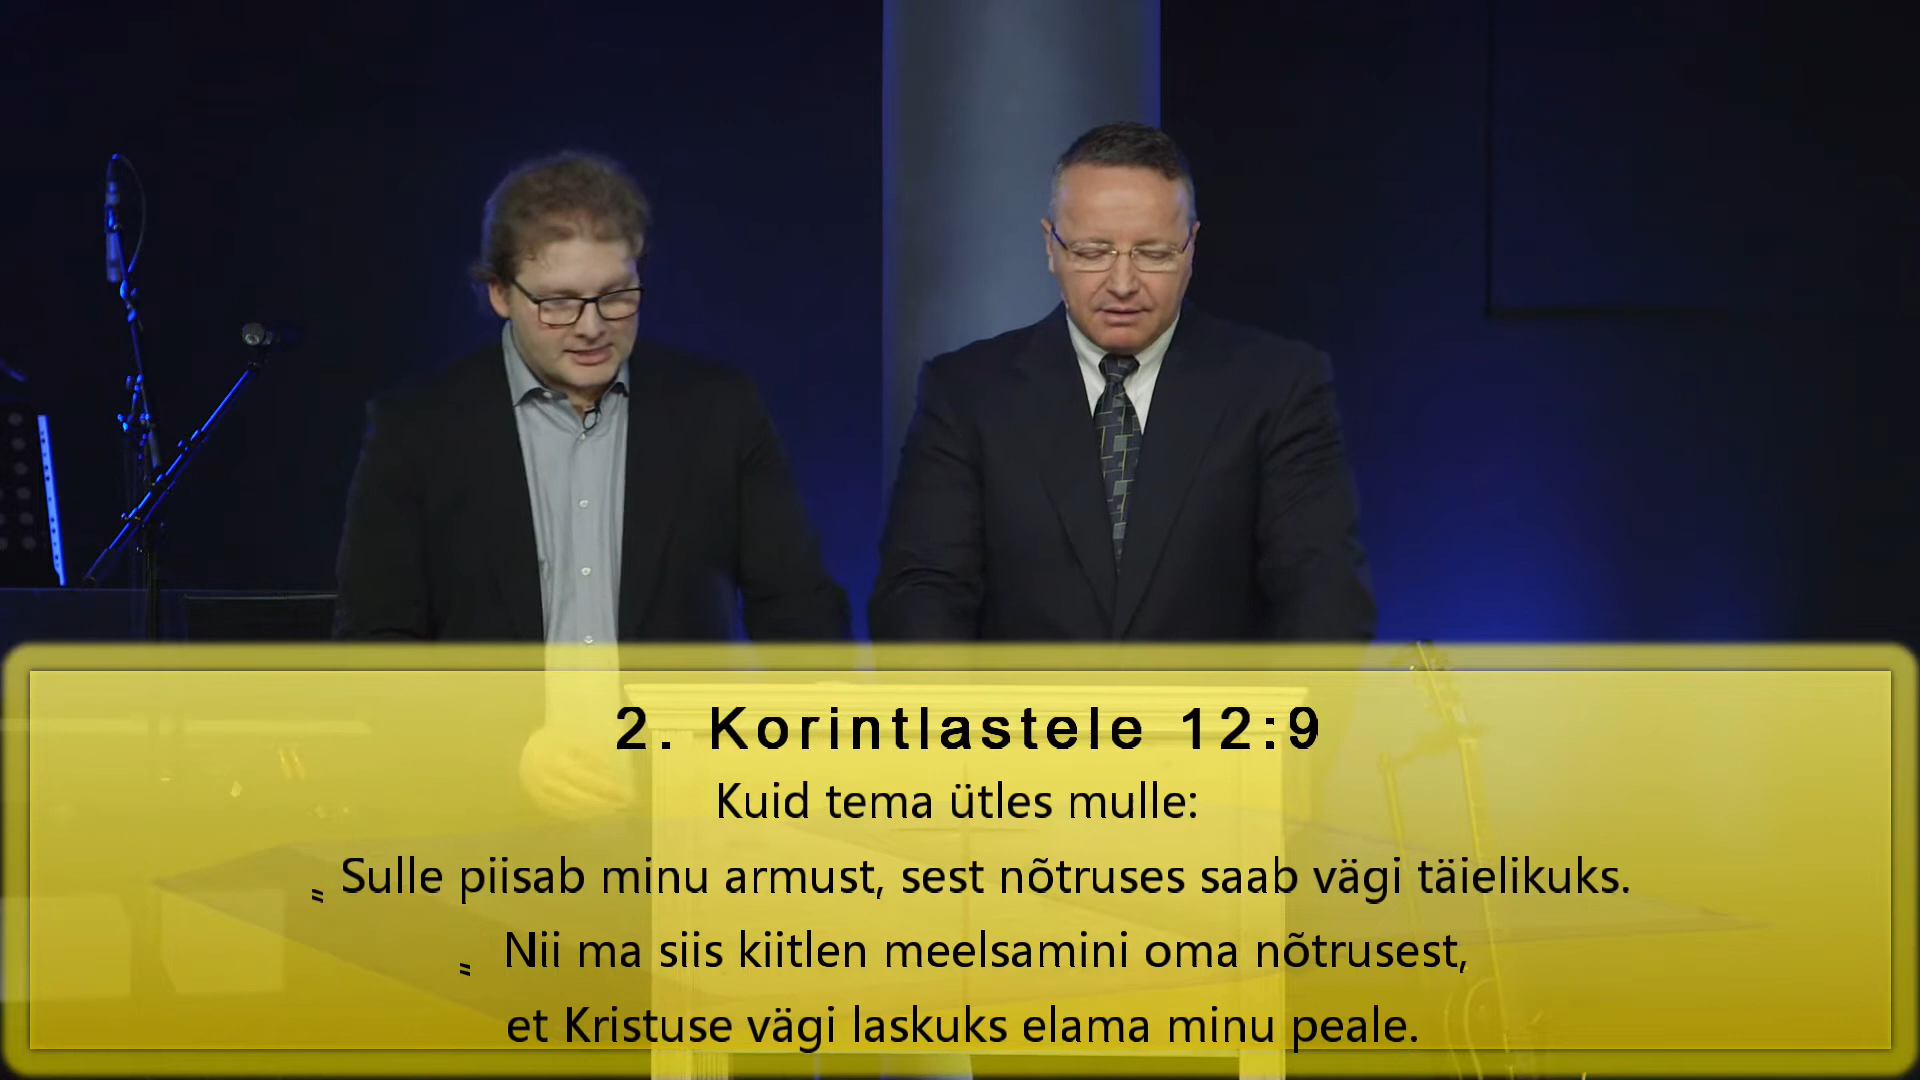 2. Korintlastele 12:9
Kuid tema ütles mulle:
„ Sulle piisab minu armust, sest nõtruses saab vägi täielikuks.
„ Nii ma siis kiitlen meelsamini oma nõtrusest,
et Kristuse vägi laskuks elama minu peale.